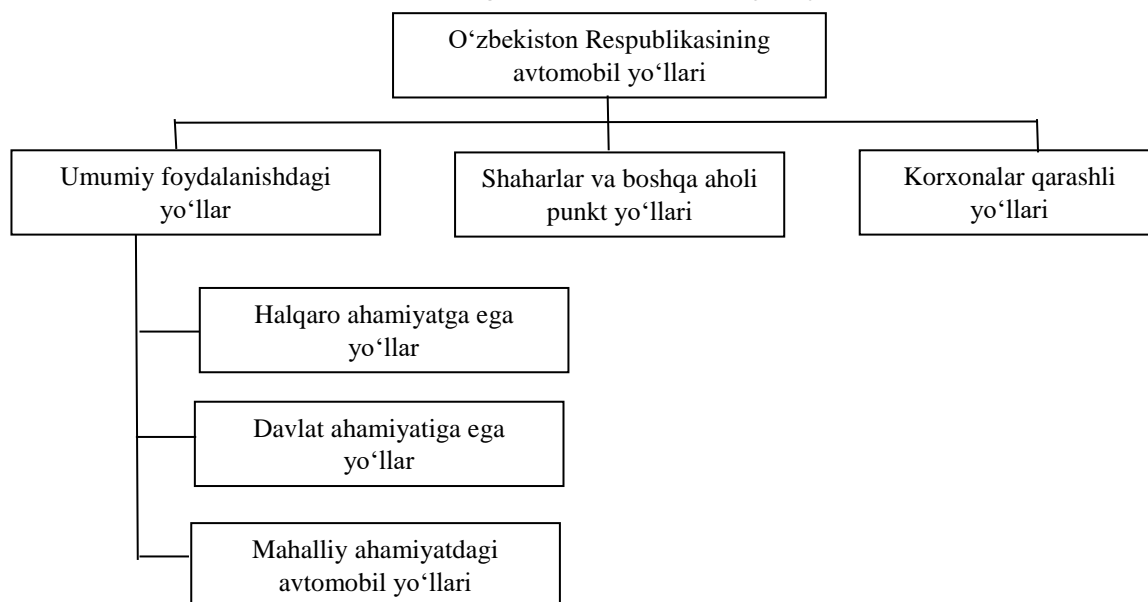 O‘zbekiston Respublikasining
avtomobil yo‘llari
Umumiy foydalanishdagi
yo‘llar
Shaharlar va boshqa aholi
punkt yo‘llari
Korxonalar qarashli
yo‘llari
Halqaro ahamiyatga ega
yo‘llar
Davlat ahamiyatiga ega
yo‘llar
Mahalliy ahamiyatdagi
avtomobil yo‘llari